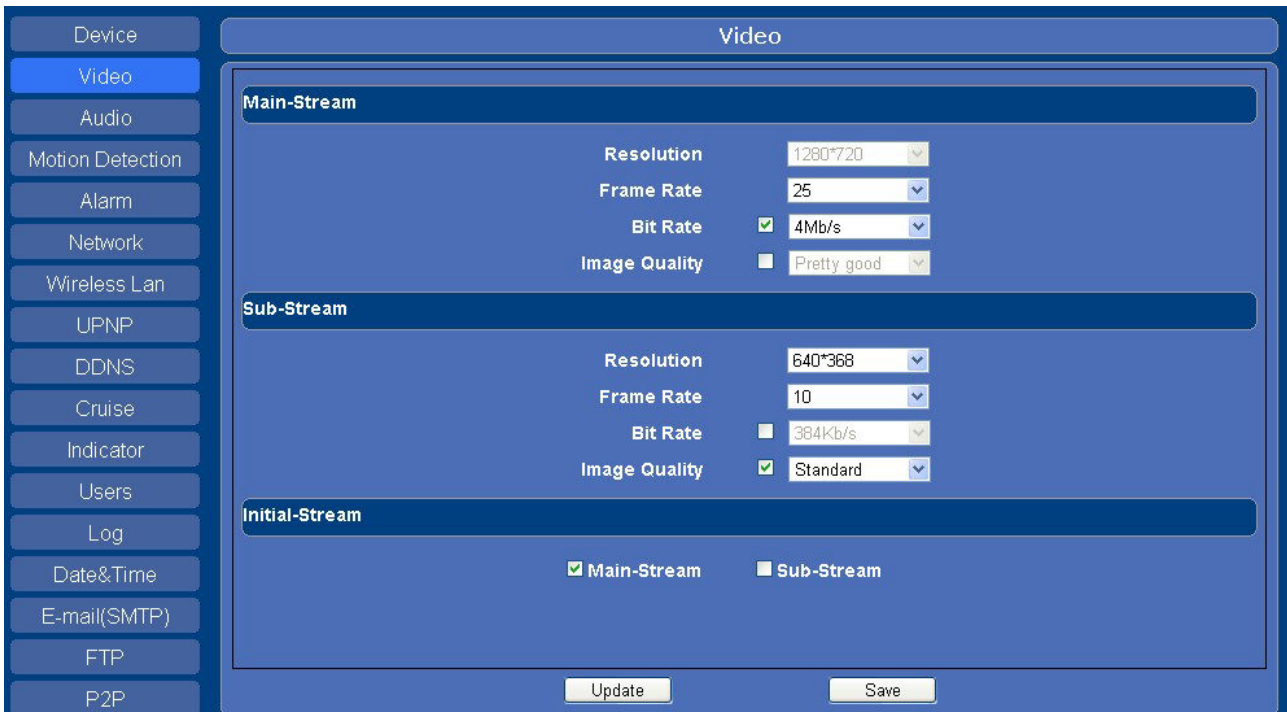 Device
Video
Audio
Motion Detection
Alarm
Network
Wireless Lan
UPNP
DDNS
Cruise
Indicator
Users
Log
Date&Time
E-mail(SMTP)
FTP
P2P
Video
Main-Stream
Resolution 1280*720
Frame Rate 25
Bit Rate 4Mb/s
Image Quality Pretty good
Sub-Stream
Resolution 640*368
Frame Rate 10
Bit Rate 384Kb/s
Image Quality Standard
Initial-Stream
Main-Stream Sub-Stream
Update Save